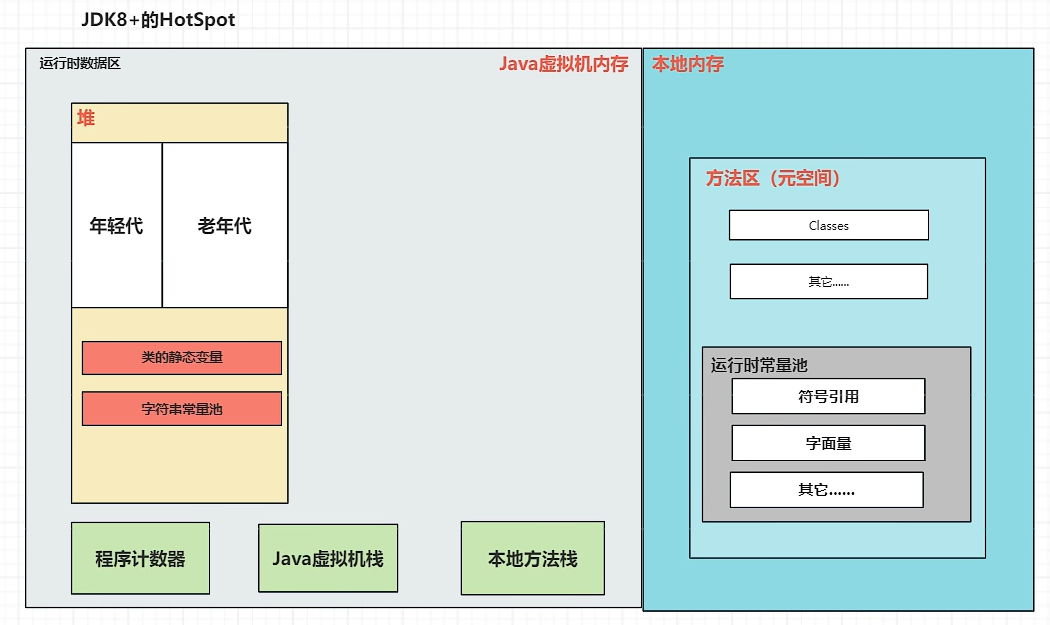 JDK8+的HotSpot
运行时数据区
Java虚拟机内存
本地内存
堆
年轻代
老年代
类的静态变量
字符串常量池
程序计数器
Java虚拟机栈
本地方法栈
方法区（元空间）
Classes
其它......
运行时常量池
符号引用
字面量
其它......